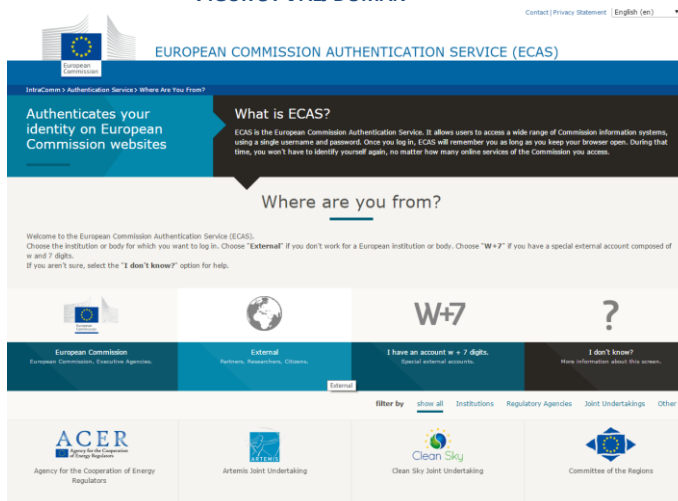 Contact | Privacy Statement English (en)
European
Commission
EUROPEAN COMMISSION AUTHENTICATION SERVICE (ECAS)
IntraComm > Authentication Service > Where Are You From?
Authenticates your
identity on European
Commission websites
What is ECAS?
ECAS is the European Commission Authentication Service. It allows users to access a wide range of Commission information systems,
using a single username and password. Once you log in, ECAS will remember you as long as you keep your browser open. During that
time, you won't have to identify yourself again, no matter how many online services of the Commission you access.
Where are you from?
Welcome to the European Commission Authentication Service (ECAS).
Choose the institution or body for which you want to log in. Choose "External" if you don't work for a European institution or body. Choose "W+7" if you have a special external account composed of
w and 7 digits.
If you aren't sure, select the "I don't know?" option for help.
European
Commission
W+7
?
European Commission
European Commission, Executive Agencies.
External
Partners, Researchers, Citizens.
I have an account w + 7 digits.
Special external accounts.
I don't know?
More information about this screen.
External
filter by show all Institutions Regulatory Agencies Joint Undertakings Other
ACER
Agency for the Cooperation
of Energy Regulators
ARTEMIS
Clean Sky
Agency for the Cooperation of Energy
Regulators
Artemis Joint Undertaking
Clean Sky Joint Undertaking
Committee of the Regions